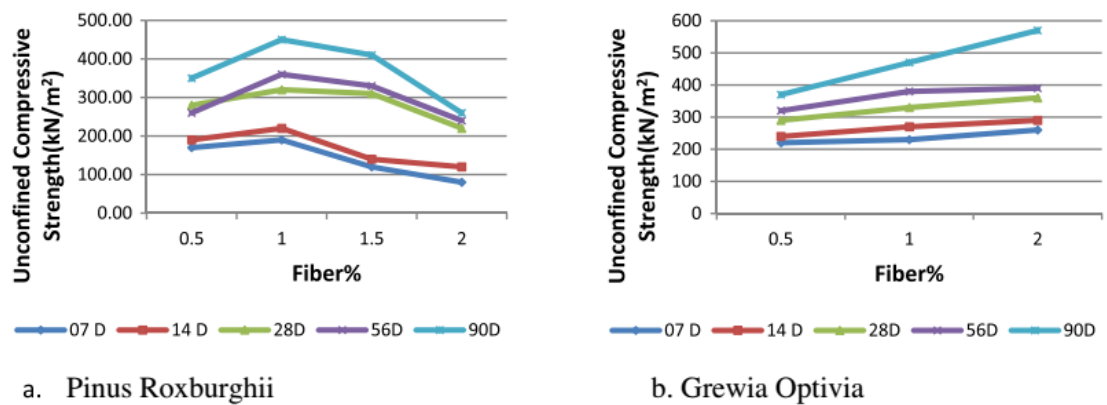 Unconfined Compressive
Strength(kN/m²)
500.00
400.00
300.00
200.00
100.00
0.00
0.5 1 1.5 2
Fiber%
07 D 14 D 28D 56D 90D
a. Pinus Roxburghii
Unconfined Compressive
Strength(kN/m²)
600
500
400
300
200
100
0
0.5 1 2
Fiber%
07 D 14 D 28D 56D 90D
b. Grewia Optivia